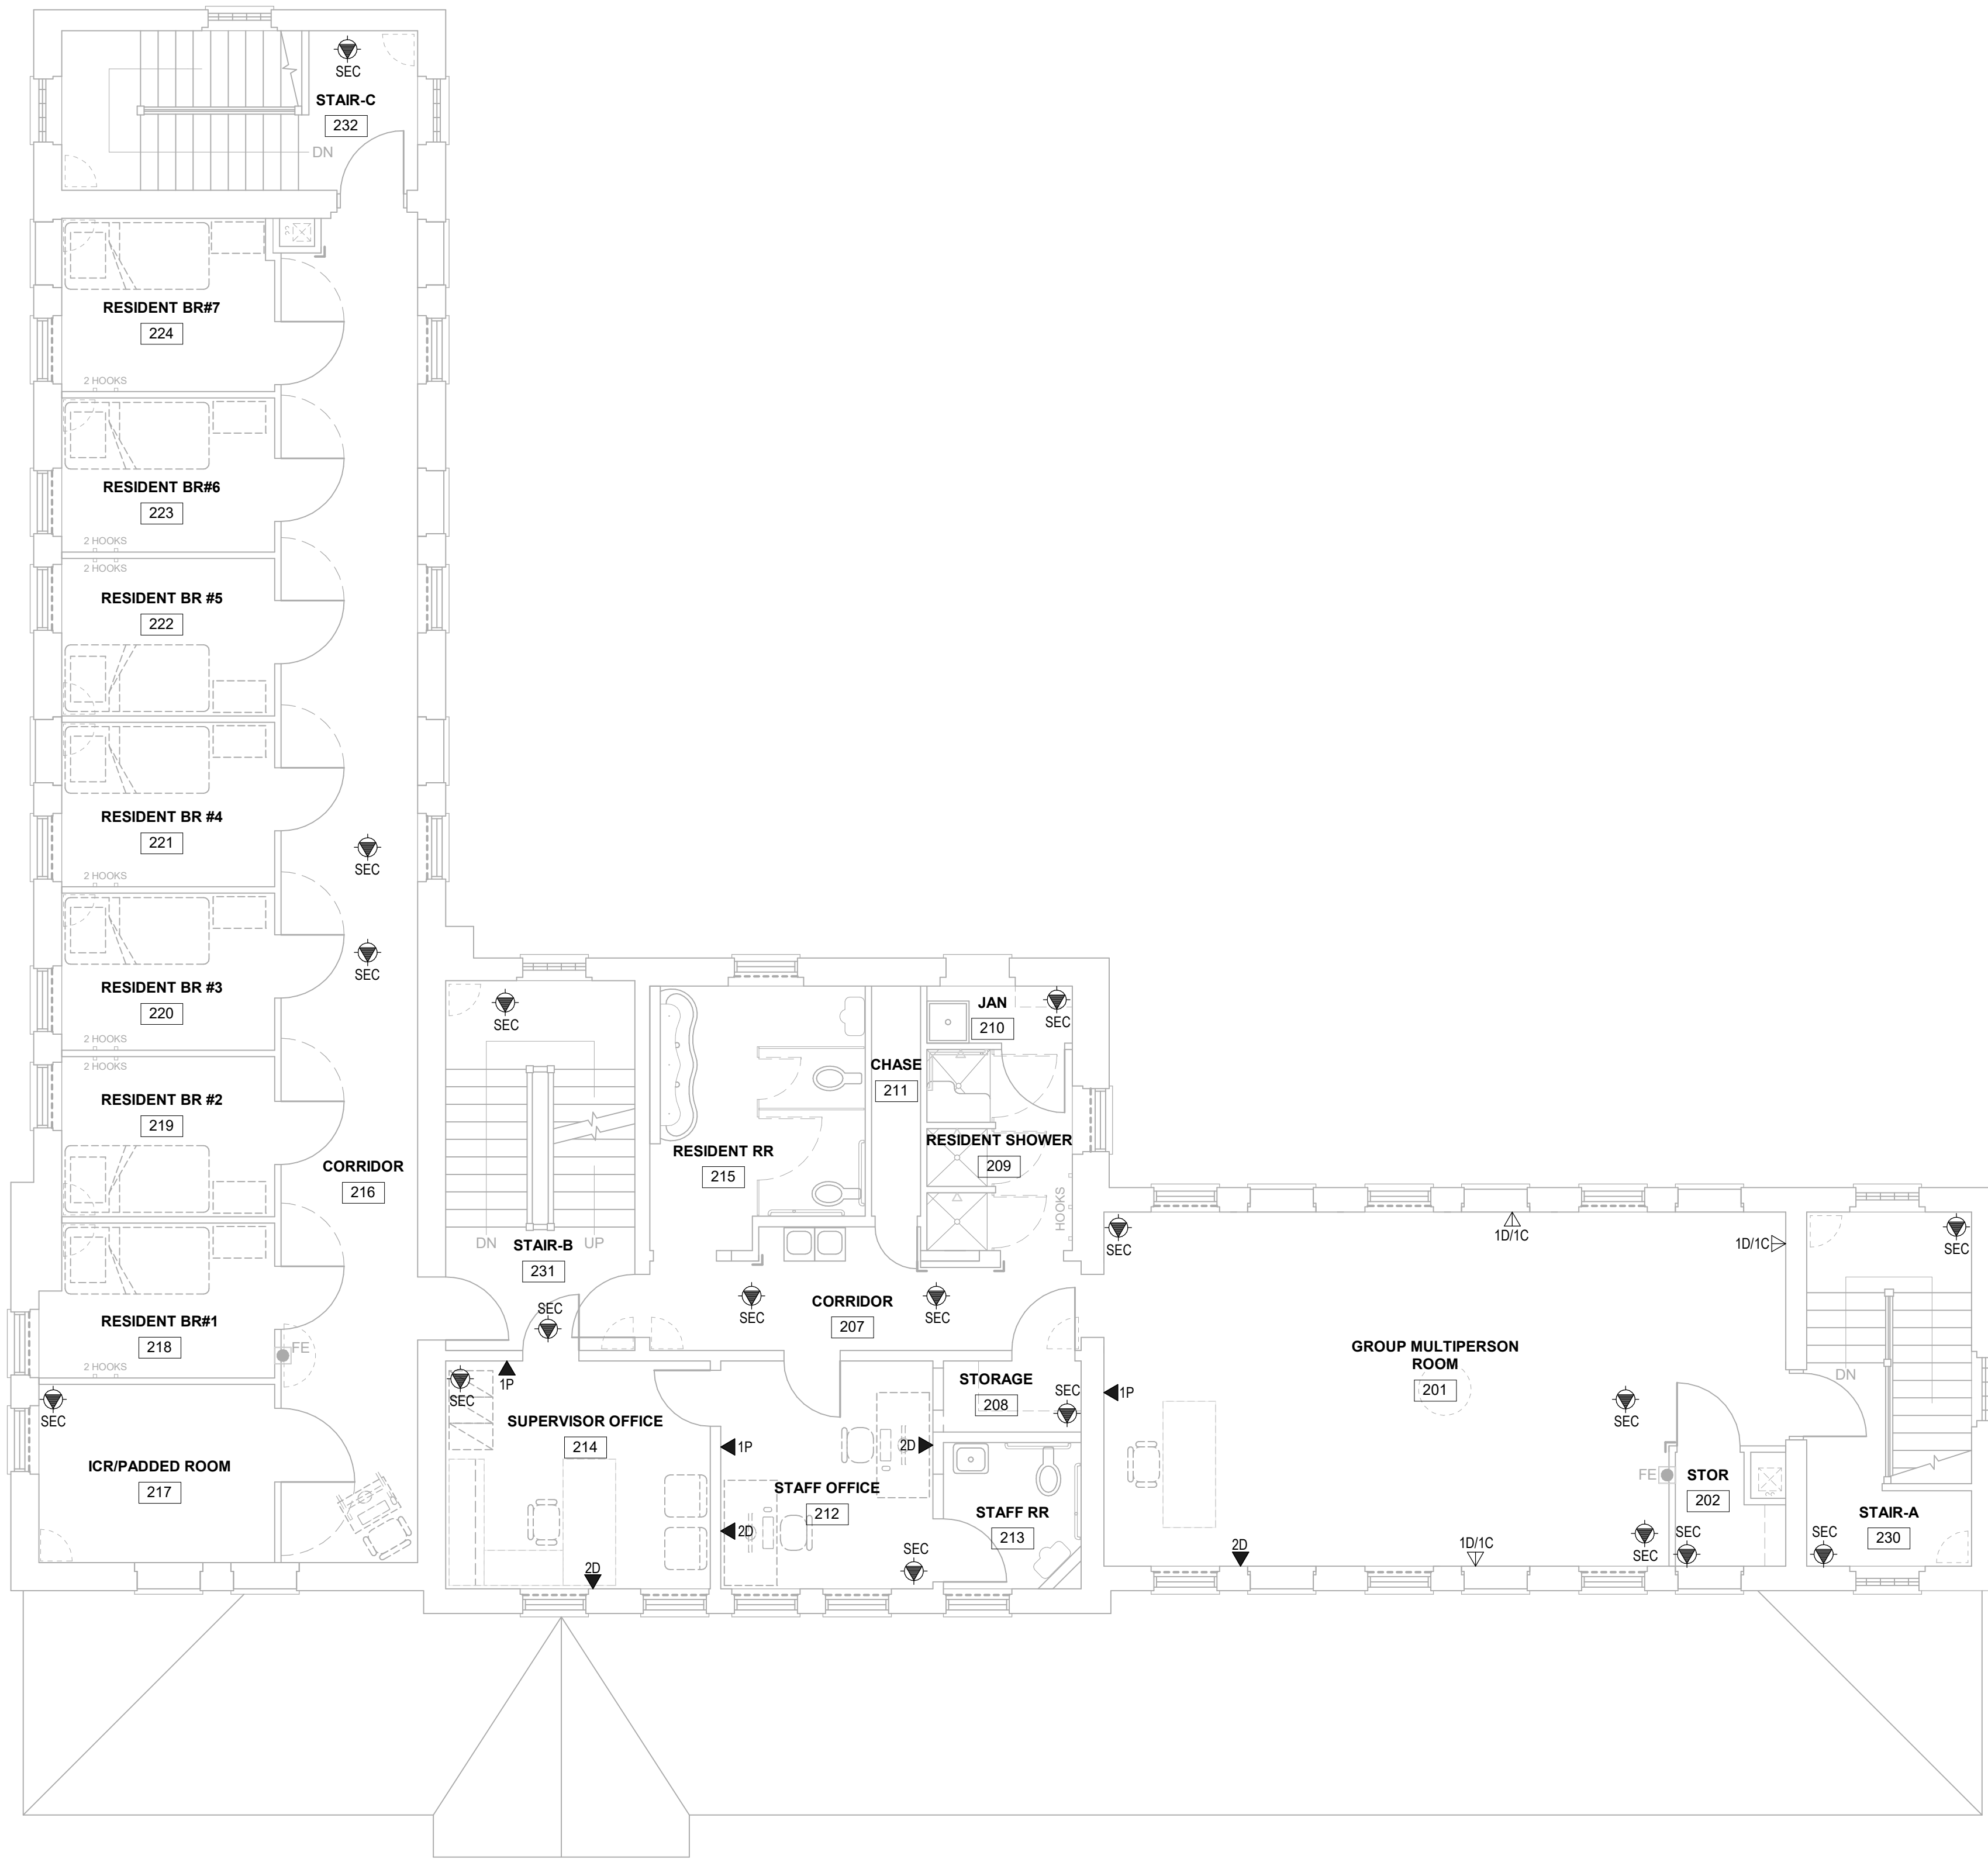 SEC
STAIR-C
232
DN
RESIDENT BR#7
224
2 HOOKS
RESIDENT BR#6
223
2 HOOKS
2 HOOKS
RESIDENT BR #5
222
RESIDENT BR #4
221
2 HOOKS
SEC
SEC
RESIDENT BR #3
220
2 HOOKS
2 HOOKS
RESIDENT BR #2
219
CORRIDOR
216
RESIDENT BR#1
218
2 HOOKS
FE
SEC
ICR/PADDED ROOM
217
SEC
DN
UP
STAIR-B
231
SEC
RESIDENT RR
215
CHASE
211
JAN
210
SEC
RESIDENT SHOWER
209
HOOKS
SEC
CORRIDOR
207
SEC
SEC
1P
SUPERVISOR OFFICE
214
2D
1P
2D
STAFF OFFICE
212
2D
SEC
STORAGE
208
SEC
STAFF RR
213
SEC
1D/1C
1D/1C
1P
GROUP MULTIPERSON
ROOM
201
SEC
2D
1D/1C
SEC
FE
STOR
202
SEC
SEC
DN
STAIR-A
230
SEC